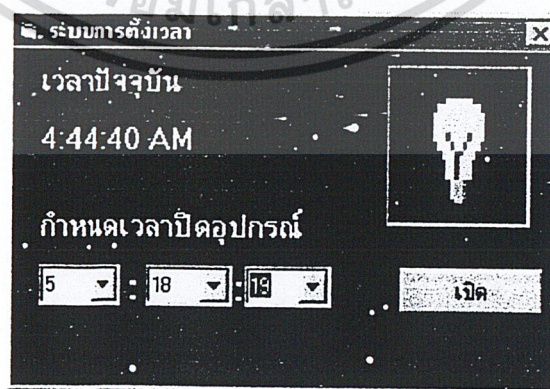 ระบบการตั้งเวลา
เวลาปัจจุบัน
4:44:40 AM
กำหนดเวลาปิดอุปกรณ์
5 : 18 : 19
เปิด